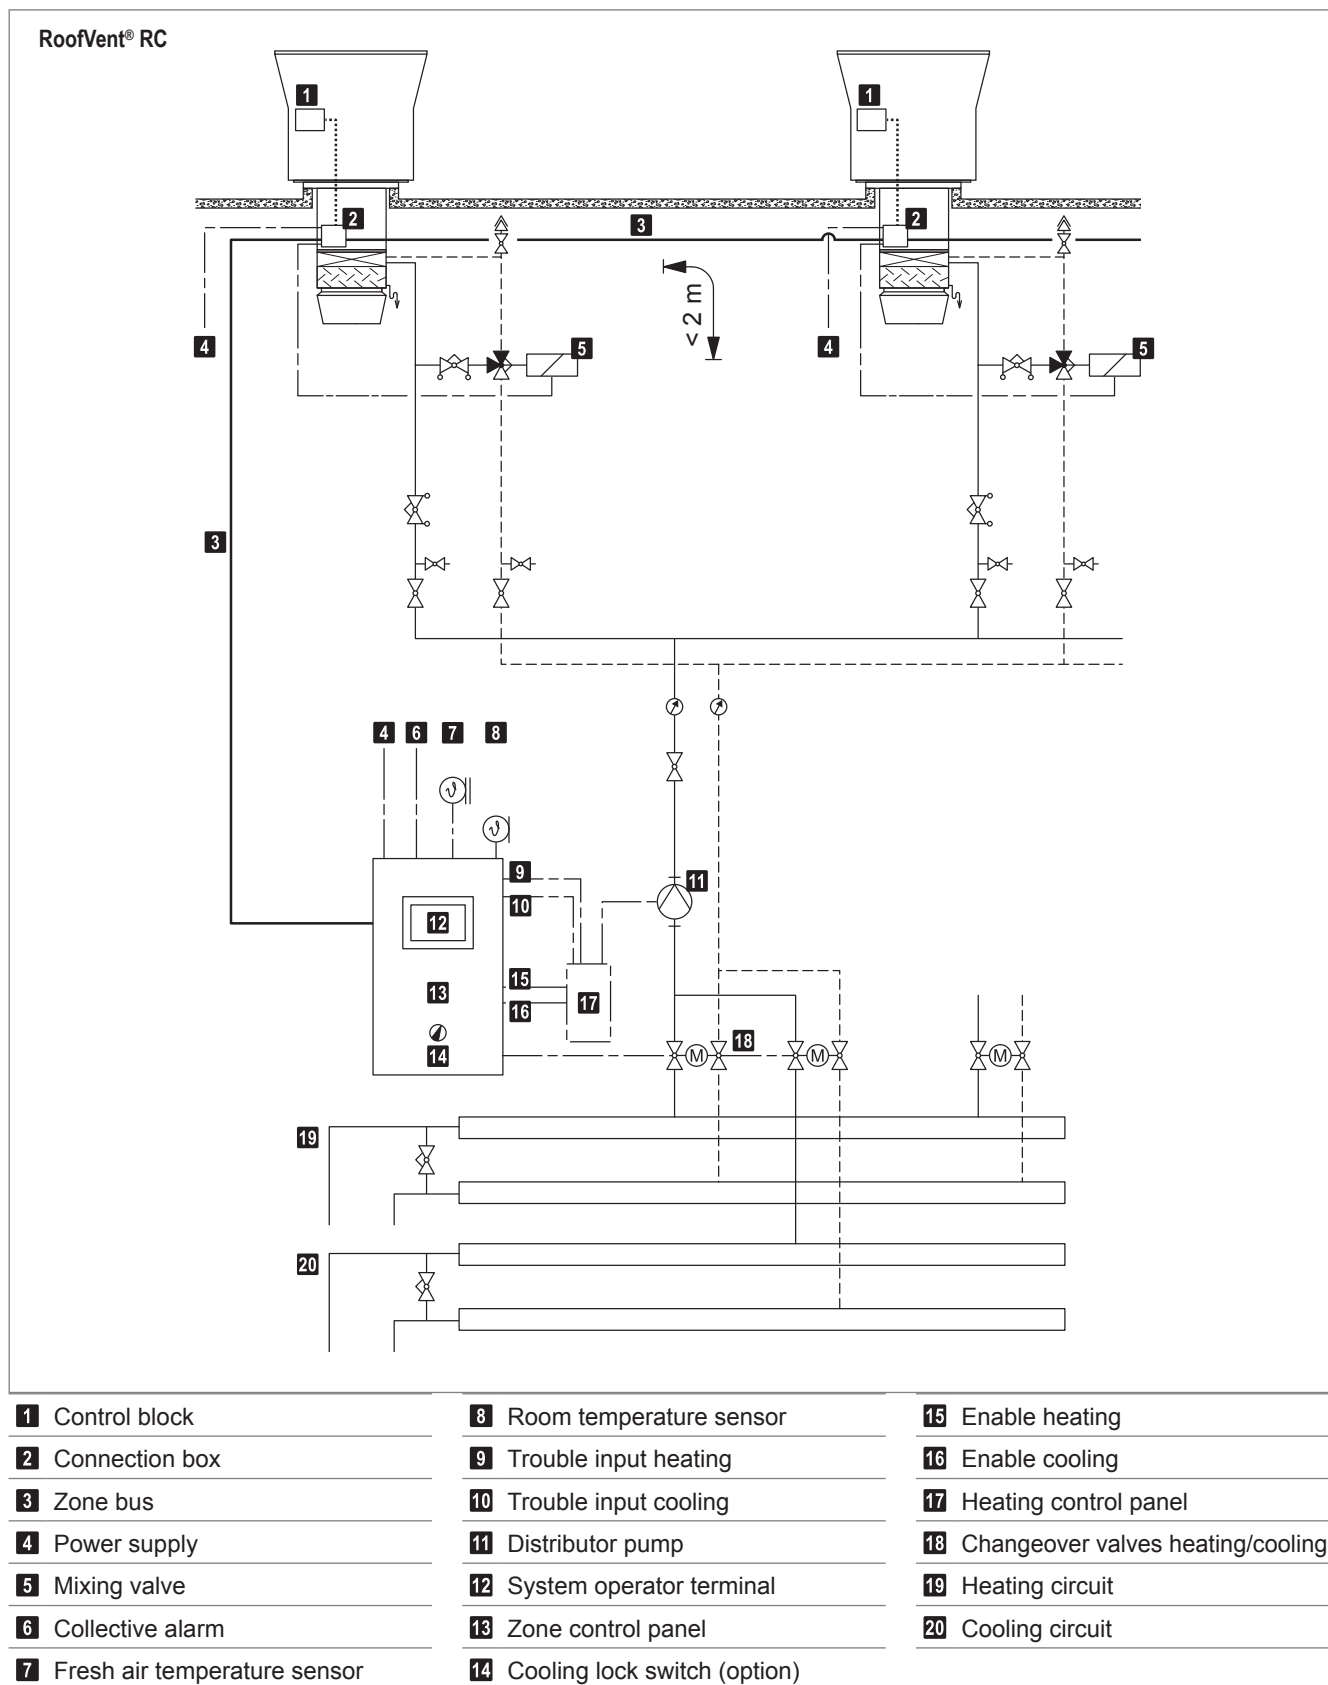 RoofVent® RC
1
1
2
3
2
< 2 m
4
5
4
5
3
4
6
7
8
9
11
10
12
15
13
17
16
18
14
M
M
M
19
20
1 Control block
2 Connection box
3 Zone bus
4 Power supply
5 Mixing valve
6 Collective alarm
7 Fresh air temperature sensor
8 Room temperature sensor
9 Trouble input heating
10 Trouble input cooling
11 Distributor pump
12 System operator terminal
13 Zone control panel
14 Cooling lock switch (option)
15 Enable heating
16 Enable cooling
17 Heating control panel
18 Changeover valves heating/cooling
19 Heating circuit
20 Cooling circuit